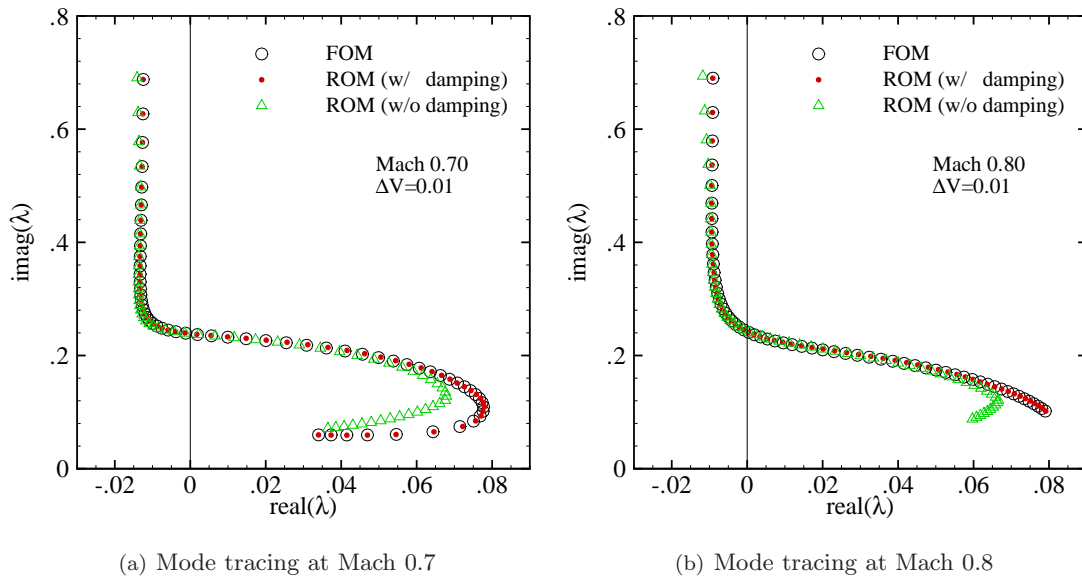 .8
.6
.4
.2
0
imag(λ)
FOM
ROM (w/ damping)
ROM (w/o damping)
Mach 0.70
ΔV=0.01
-.02 0 .02 .04 .06 .08
real(λ)
(a) Mode tracing at Mach 0.7
.8
.6
.4
.2
0
imag(λ)
FOM
ROM (w/ damping)
ROM (w/o damping)
Mach 0.80
ΔV=0.01
-.02 0 .02 .04 .06 .08
real(λ)
(b) Mode tracing at Mach 0.8